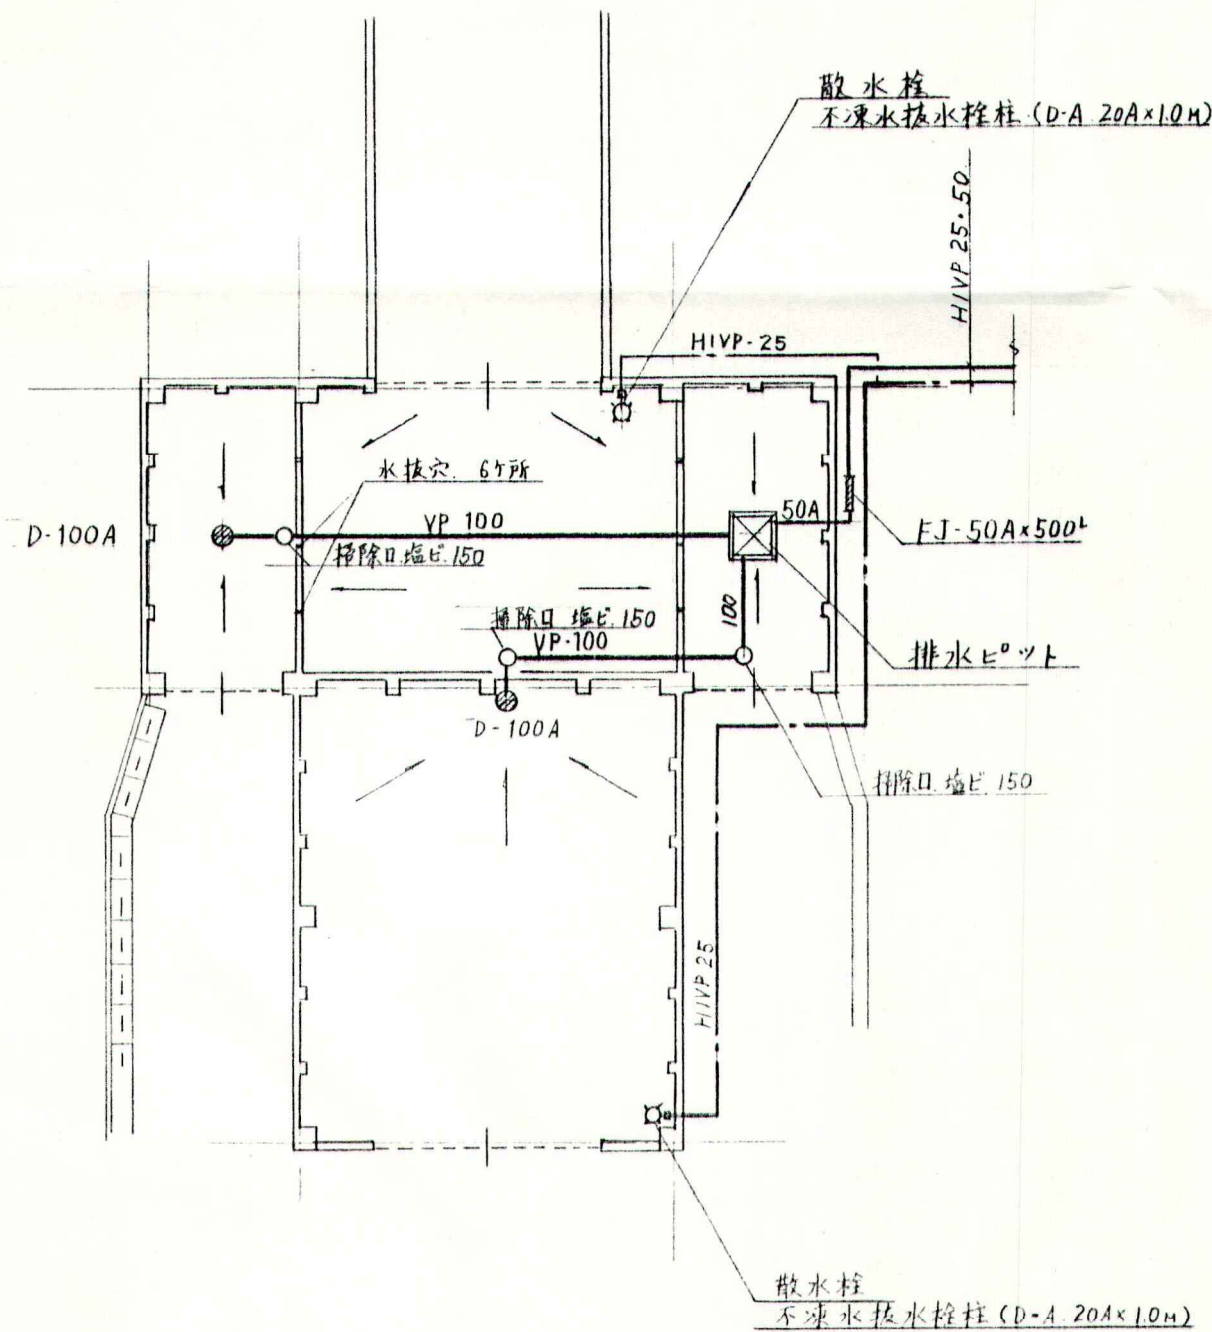 散水栓
不凍水抜水栓柱(D-A 20A×1.0M)
HIVP 25・50
HIVP・25
水抜穴. 6ケ所
50A
D-100A
VP 100
FJ-50A×500L
掃除口.塩ビ.150
掃除口 塩ビ.150
100
VP・100
排水ピット
D-100A
掃除口.塩ビ.150
HIVP 25
散水栓
不凍水抜水栓柱(D-A.20A×1.0M)